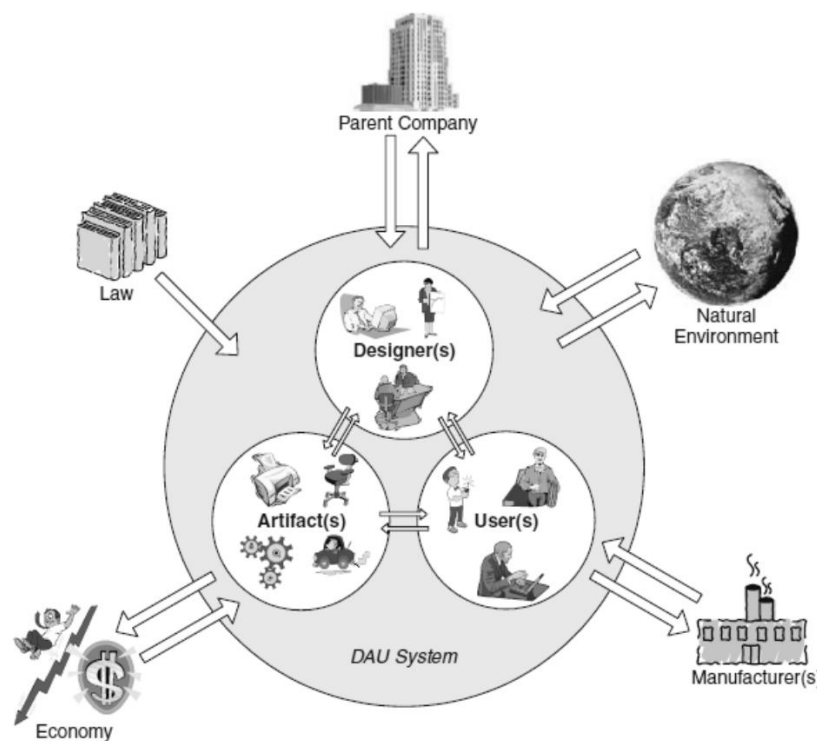 Parent Company
Law
Natural
Environment
Designer(s)
Artifact(s)
User(s)
DAU System
$
Economy
Manufacturer(s)